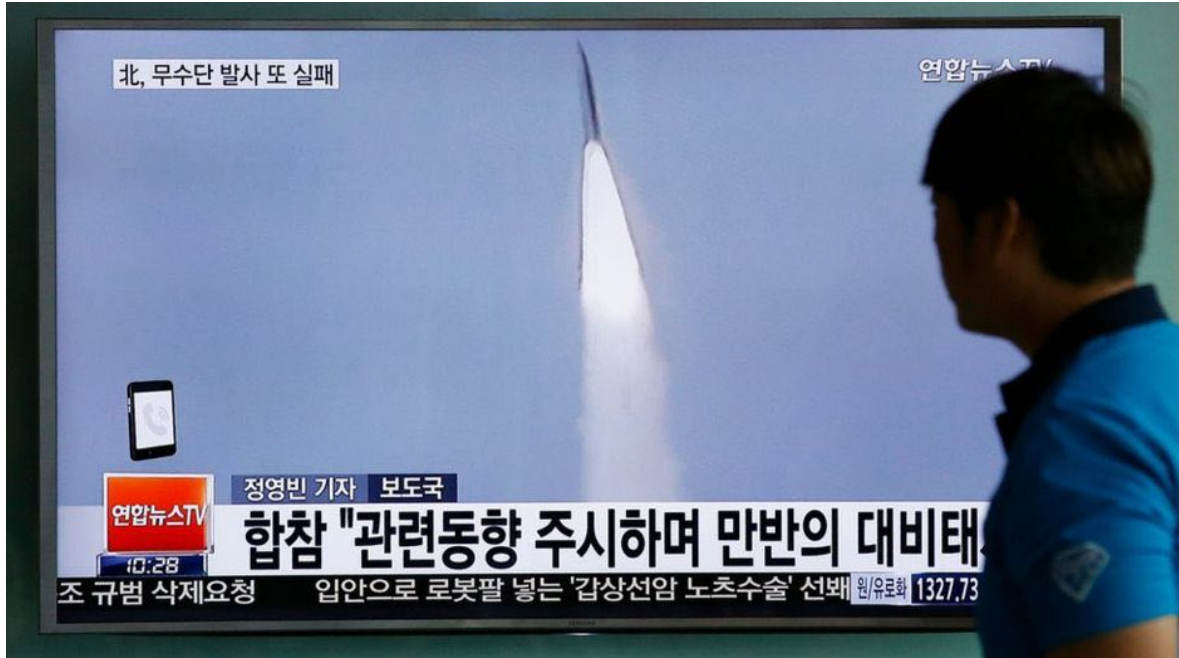 北, 무수단 발사 또 실패
연합뉴스TV
정영빈 기자 보도국
연합뉴스TV
합참 "관련동향 주시하며 만반의
10:28
조 규범 삭제요청 입안으로 로봇팔 넣는 '갑상선암 노츠수술' 선봬 원/유로화 1327.73
SAMSUNG